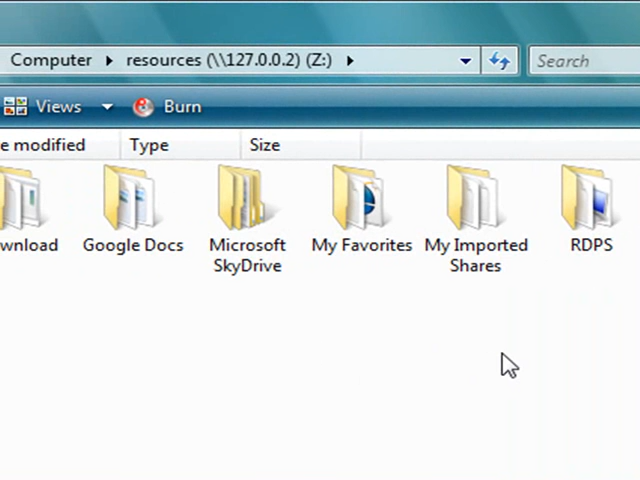 Computer resources (\\127.0.0.2) (Z:) Search
Views Burn
e modified Type Size
wnload Google Docs Microsoft SkyDrive My Favorites My Imported Shares RDPS